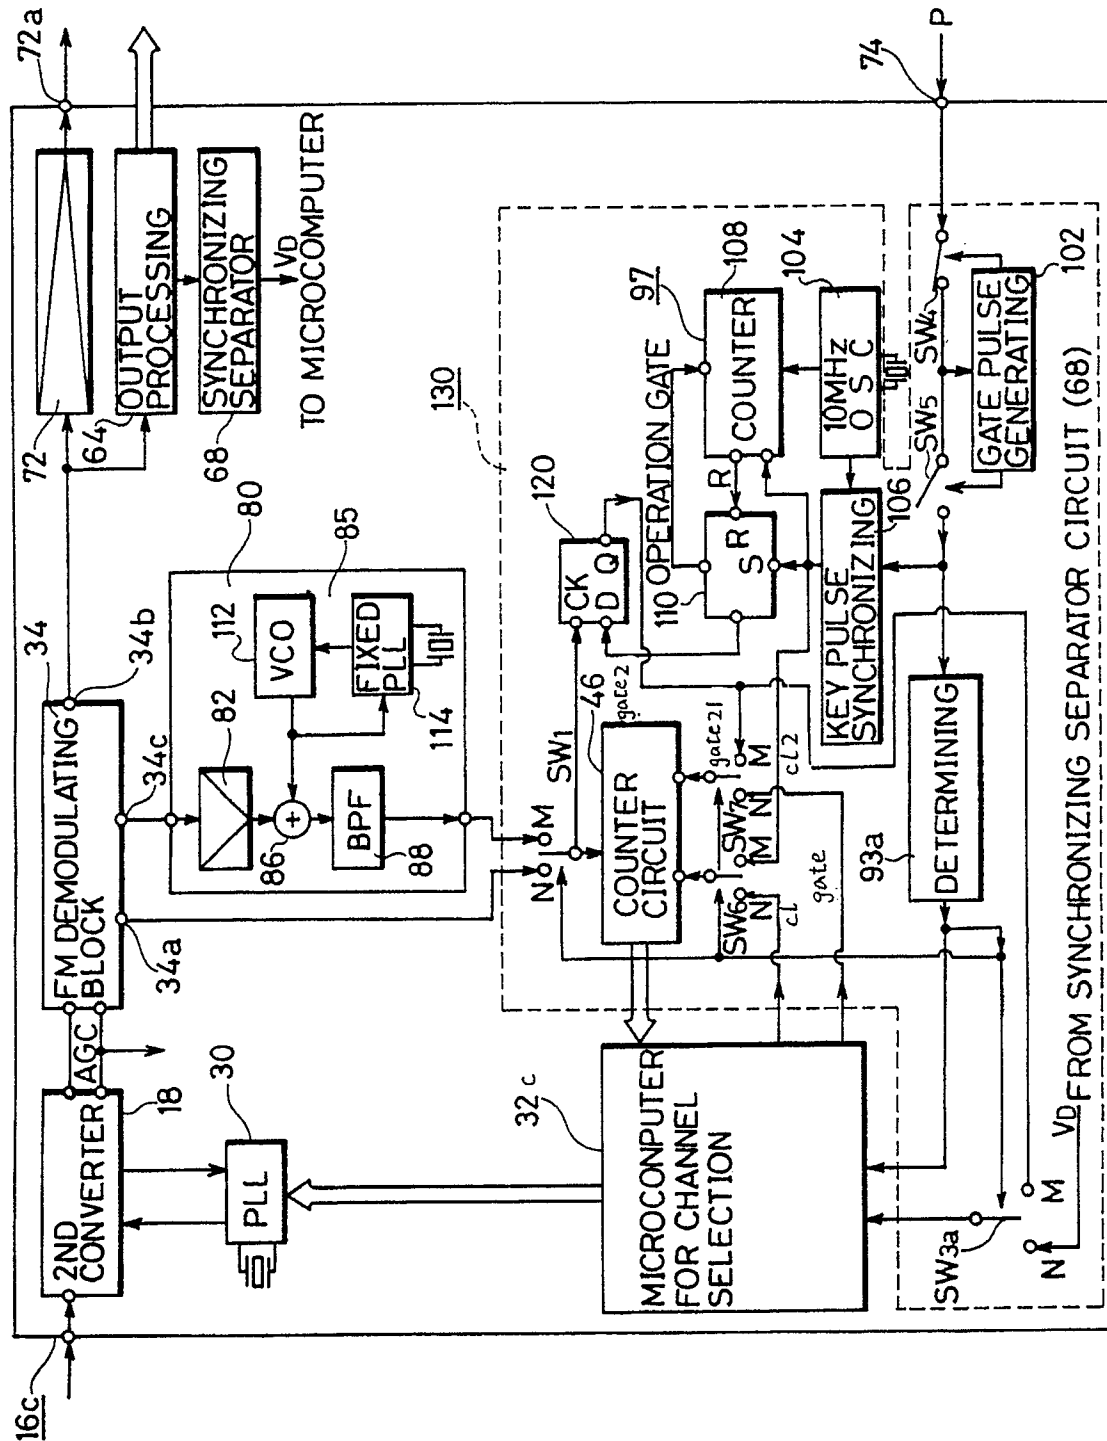 16c
2ND
CONVERTER
18
AGC
FM DEMODULATING
BLOCK
34
34a
34b
34c
PLL
30
72
72a
64
OUTPUT
PROCESSING
68
SYNCHRONIZING
SEPARATOR
VD
TO MICROCOMPUTER
80
82
85
86
+
BPF
88
VCO
112
FIXED
PLL
114
N
M
SW1
130
COUNTER
CIRCUIT
46
gate2
gate21
120
CK
D
Q
OPERATION GATE
110
R
S
R
97
COUNTER
108
10MHz
OSC
104
KEY PULSE
SYNCHRONIZING
106
SW4
SW5
GATE PULSE
GENERATING
102
74
P
SW7
M
N
SW6
M
N
cl2
cl
gate
93a
DETERMINING
MICROCONPUTER
FOR CHANNEL
SELECTION
32c
SW3a
N
M
VD FROM SYNCHRONIZING SEPARATOR CIRCUIT (68)